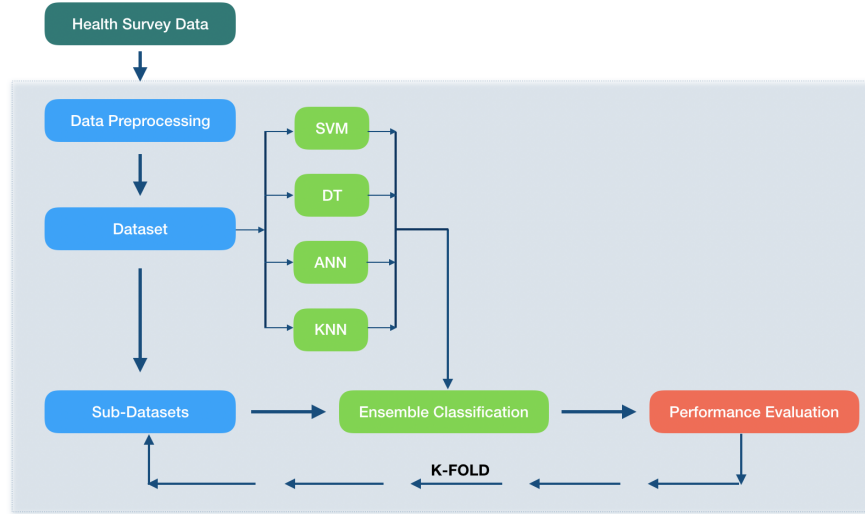 Health Survey Data
Data Preprocessing
SVM
DT
Dataset
ANN
KNN
Sub-Datasets
Ensemble Classification
Performance Evaluation
K-FOLD